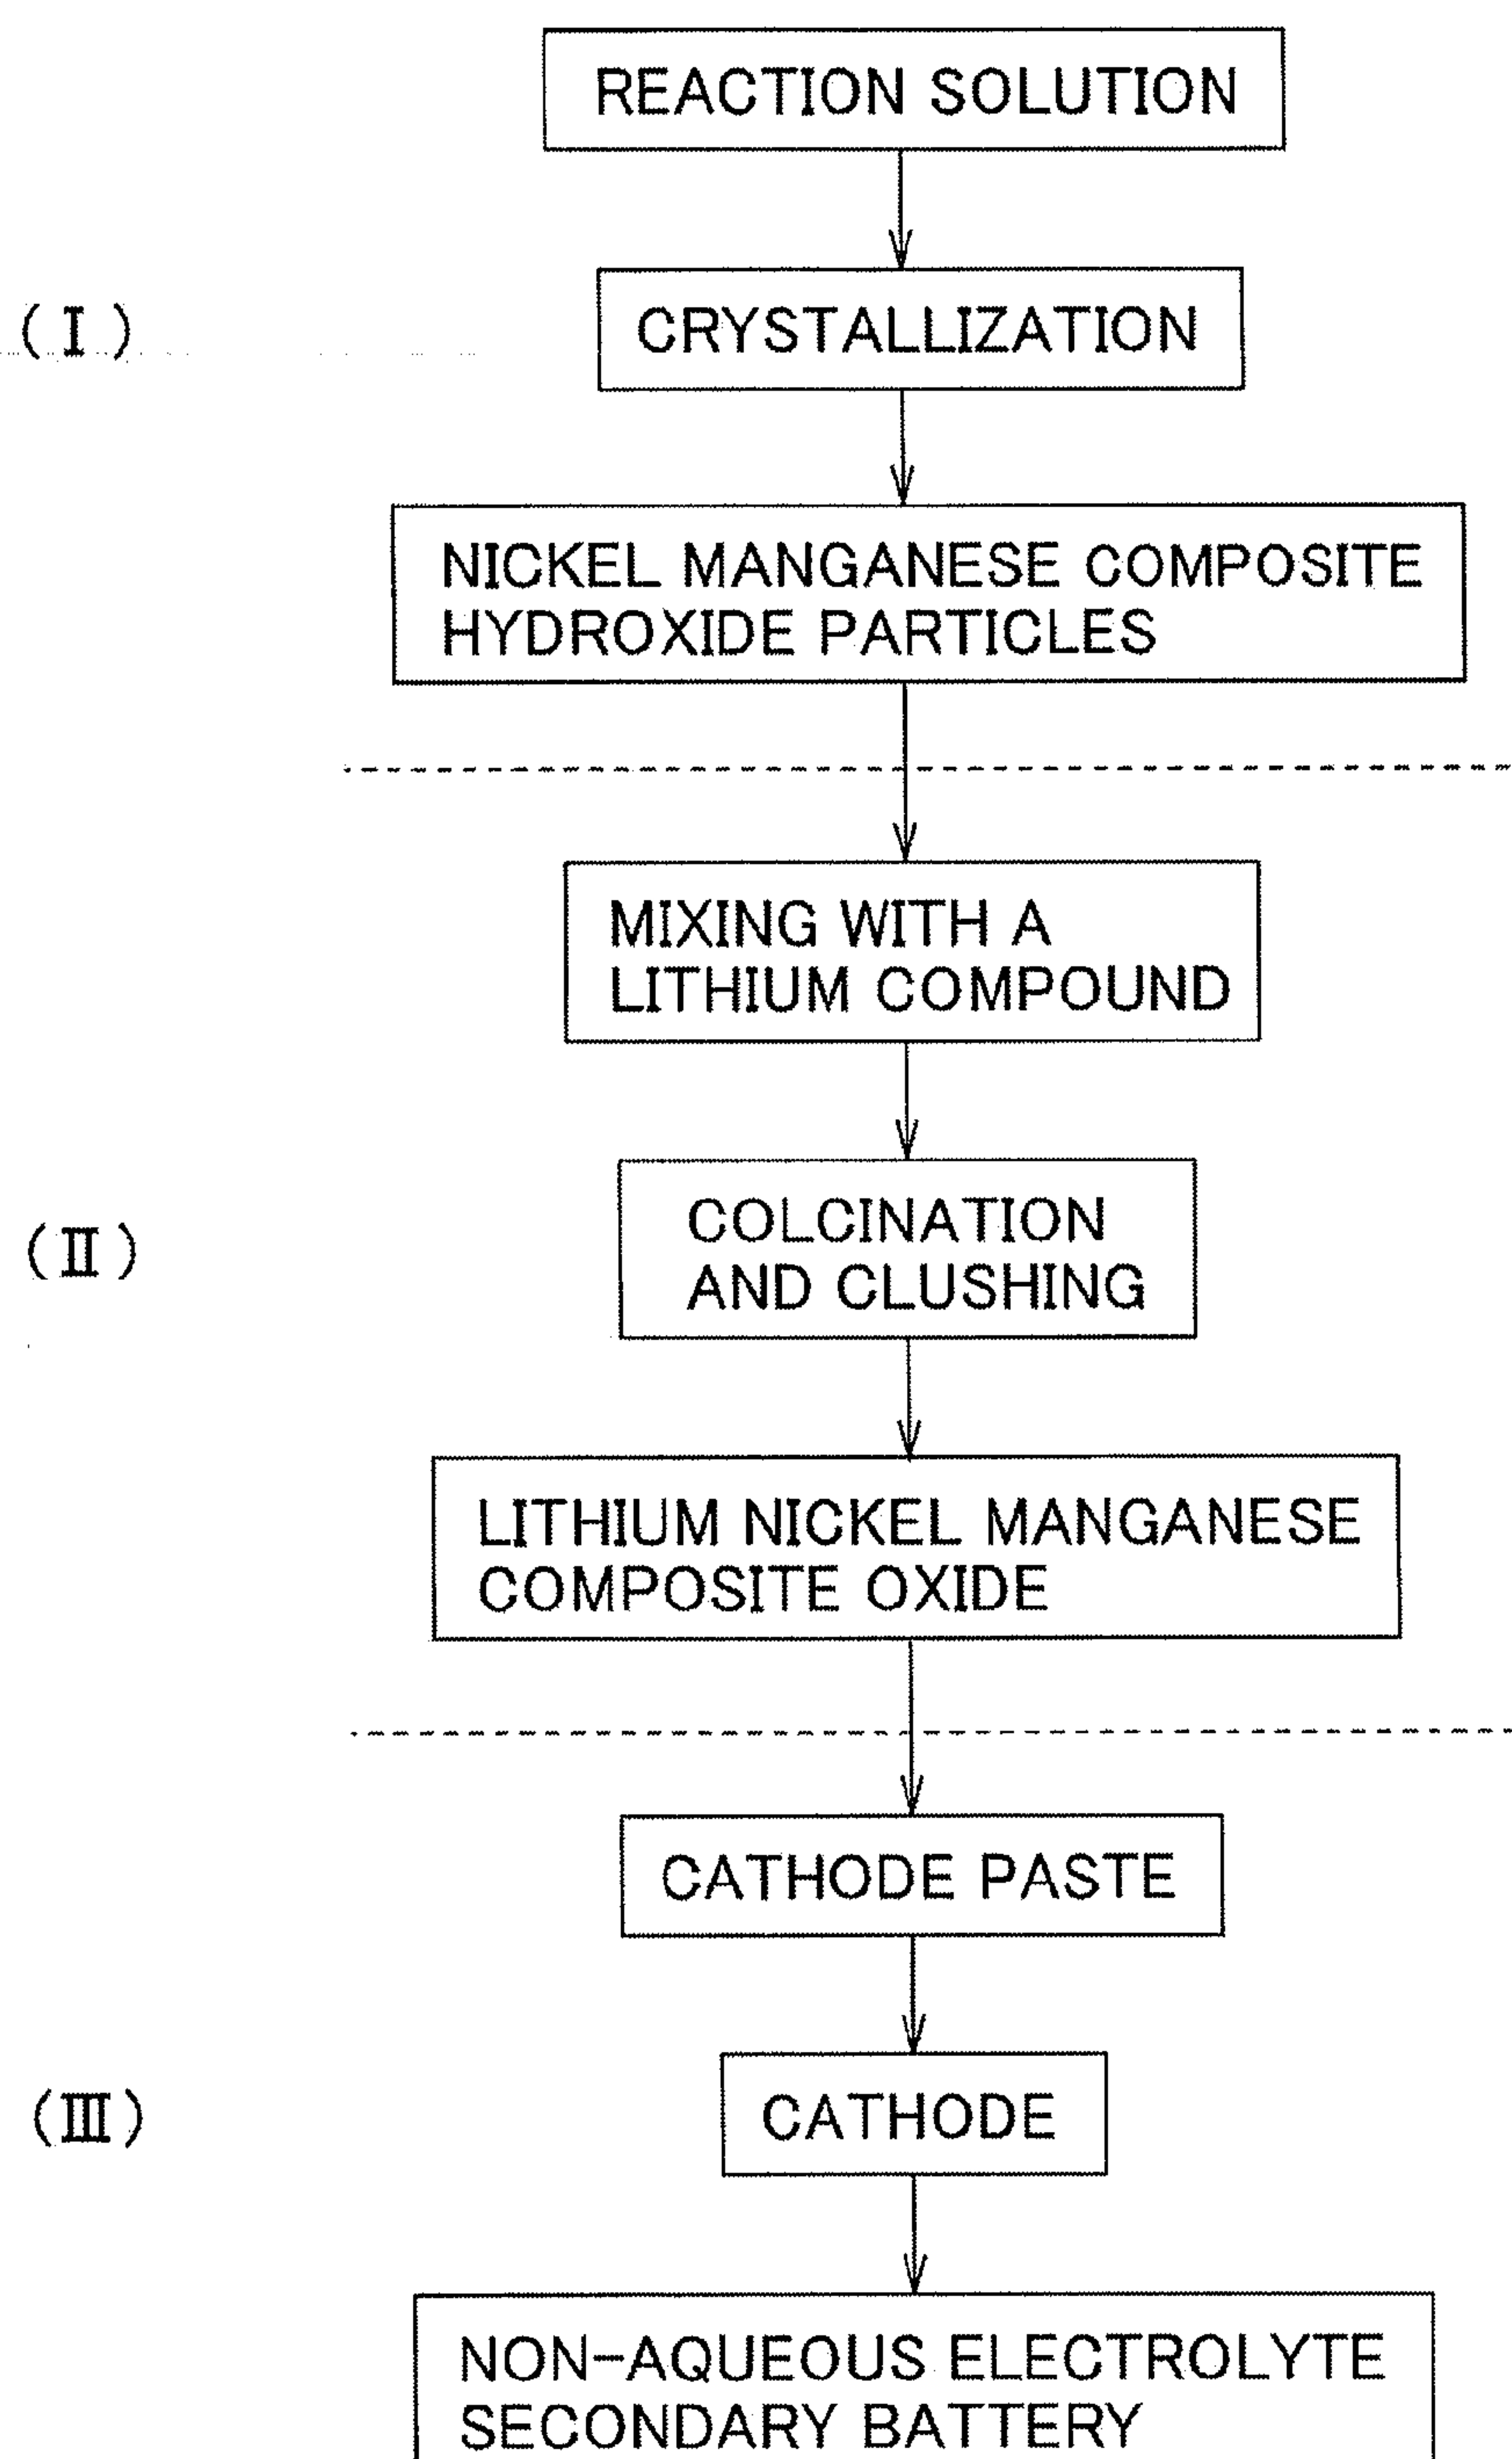 REACTION SOLUTION
(I)
CRYSTALLIZATION
NICKEL MANGANESE COMPOSITE
HYDROXIDE PARTICLES
MIXING WITH A
LITHIUM COMPOUND
(II)
COLCINATION
AND CLUSHING
LITHIUM NICKEL MANGANESE
COMPOSITE OXIDE
CATHODE PASTE
(III)
CATHODE
NON-AQUEOUS ELECTROLYTE
SECONDARY BATTERY